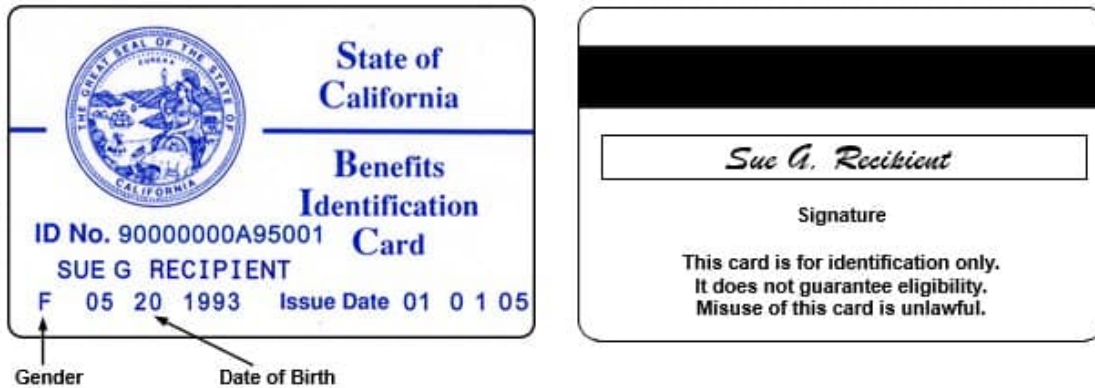 THE GREAT SEAL OF THE STATE OF CALIFORNIA
EUREKA
State of
California
Benefits
Identification
Card
ID No. 90000000A95001
SUE G RECIPIENT
F 05 20 1993 Issue Date 01 0 1 05
Gender
Date of Birth
Sue G. Recipient
Signature
This card is for identification only.
It does not guarantee eligibility.
Misuse of this card is unlawful.